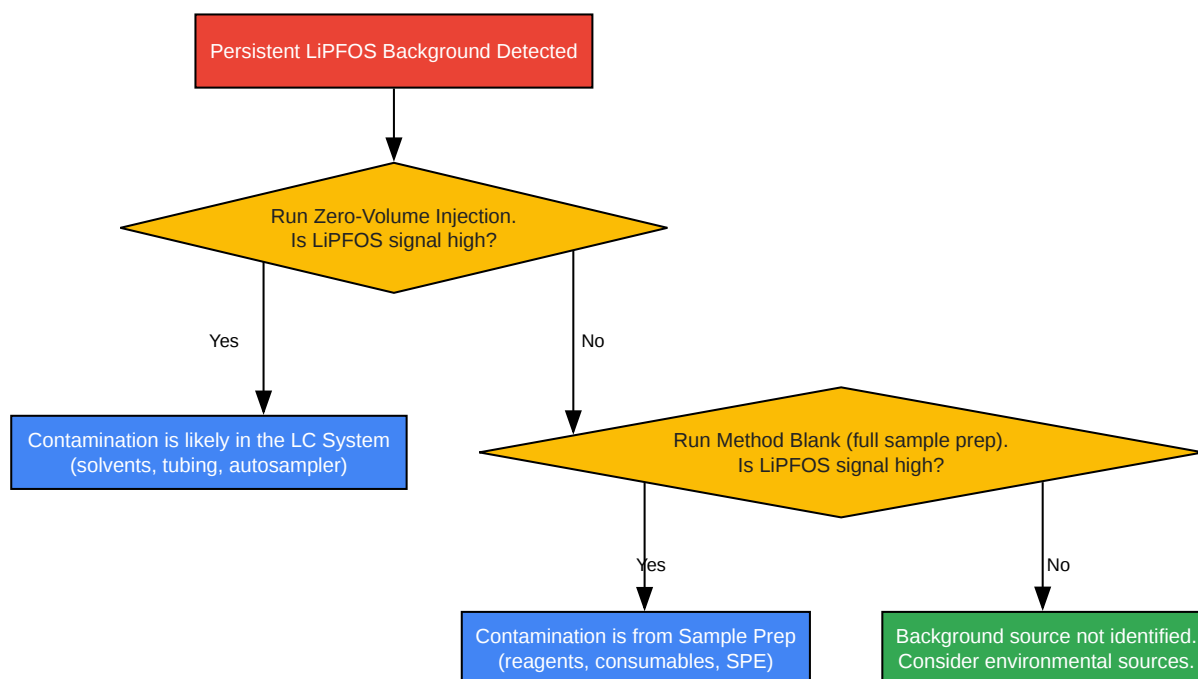 Persistent LiPFOS Background Detected
Run Zero-Volume Injection.
Is LiPFOS signal high?
Yes
No
Contamination is likely in the LC System
(solvents, tubing, autosampler)
Run Method Blank (full sample prep).
Is LiPFOS signal high?
Yes
No
Contamination is from Sample Prep
(reagents, consumables, SPE)
Background source not identified.
Consider environmental sources.